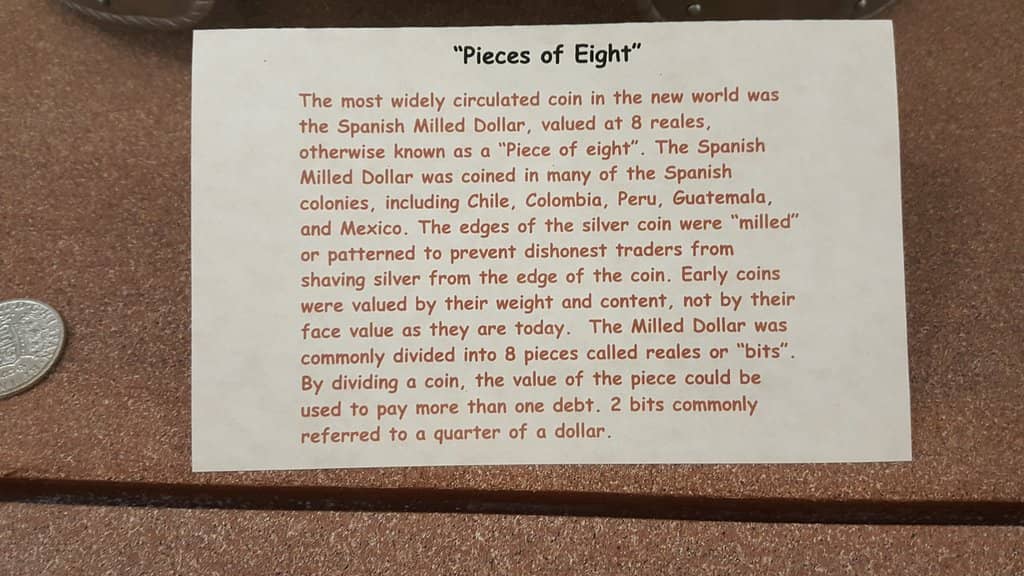 “Pieces of Eight”
The most widely circulated coin in the new world was
the Spanish Milled Dollar, valued at 8 reales,
otherwise known as a “Piece of eight”. The Spanish
Milled Dollar was coined in many of the Spanish
colonies, including Chile, Colombia, Peru, Guatemala,
and Mexico. The edges of the silver coin were “milled”
or patterned to prevent dishonest traders from
shaving silver from the edge of the coin. Early coins
were valued by their weight and content, not by their
face value as they are today. The Milled Dollar was
commonly divided into 8 pieces called reales or “bits”.
By dividing a coin, the value of the piece could be
used to pay more than one debt. 2 bits commonly
referred to a quarter of a dollar.